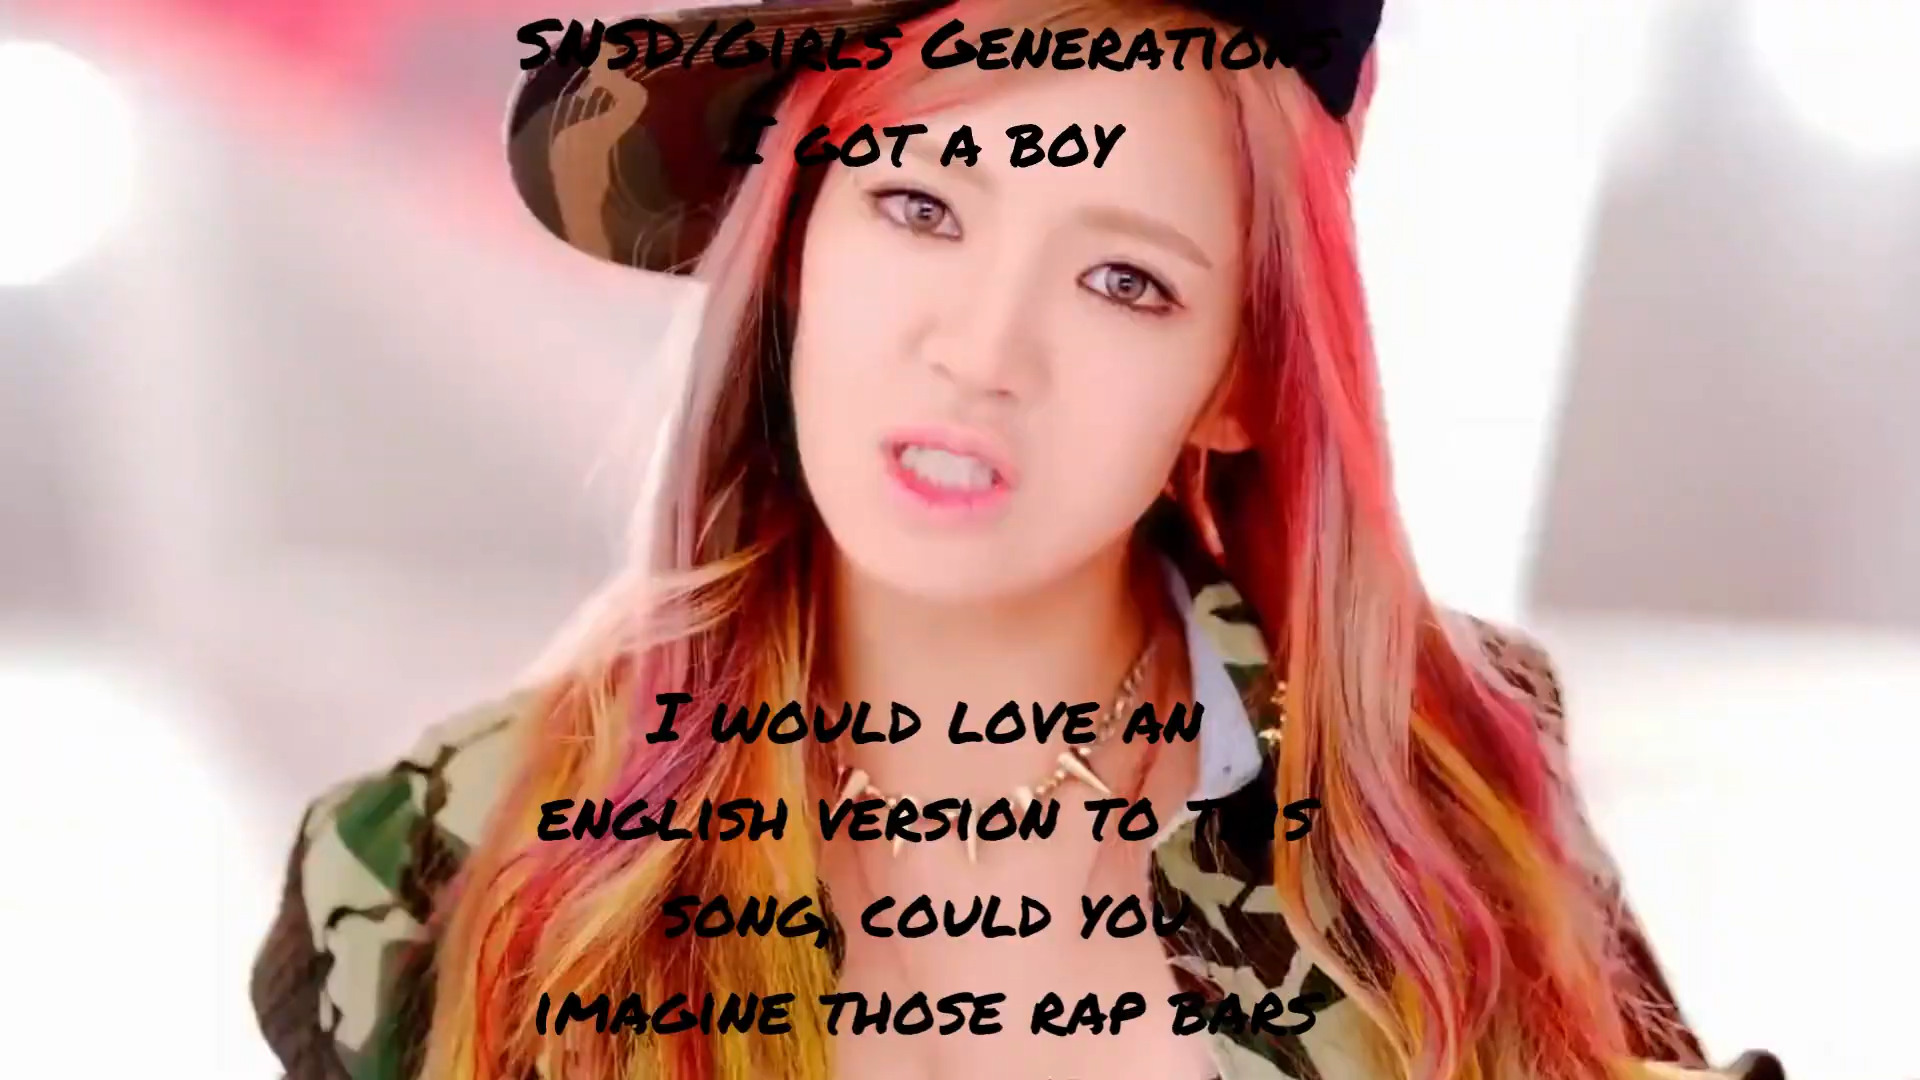 SNSD/Girls Generations
I got a boy
I would love an
english version to this
song, could you
imagine those rap bars